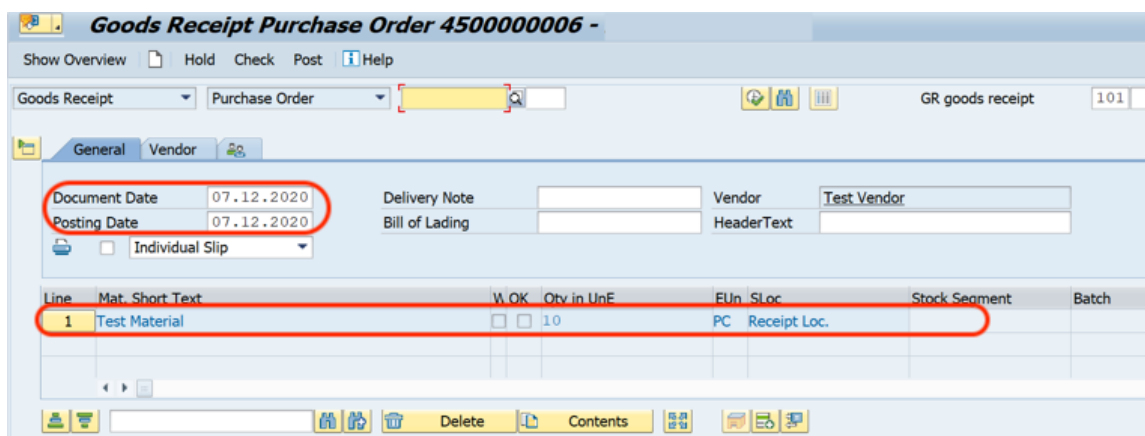 Goods Receipt Purchase Order 4500000006 -
Show Overview Hold Check Post Help
Goods Receipt Purchase Order GR goods receipt 101
General Vendor
Document Date 07.12.2020 Delivery Note Vendor Test Vendor
Posting Date 07.12.2020 Bill of Lading HeaderText
Individual Slip
Line Mat. Short Text OK Qty in UnE EUn SLoc Stock Segment Batch
1 Test Material 10 PC Receipt Loc.
Delete Contents